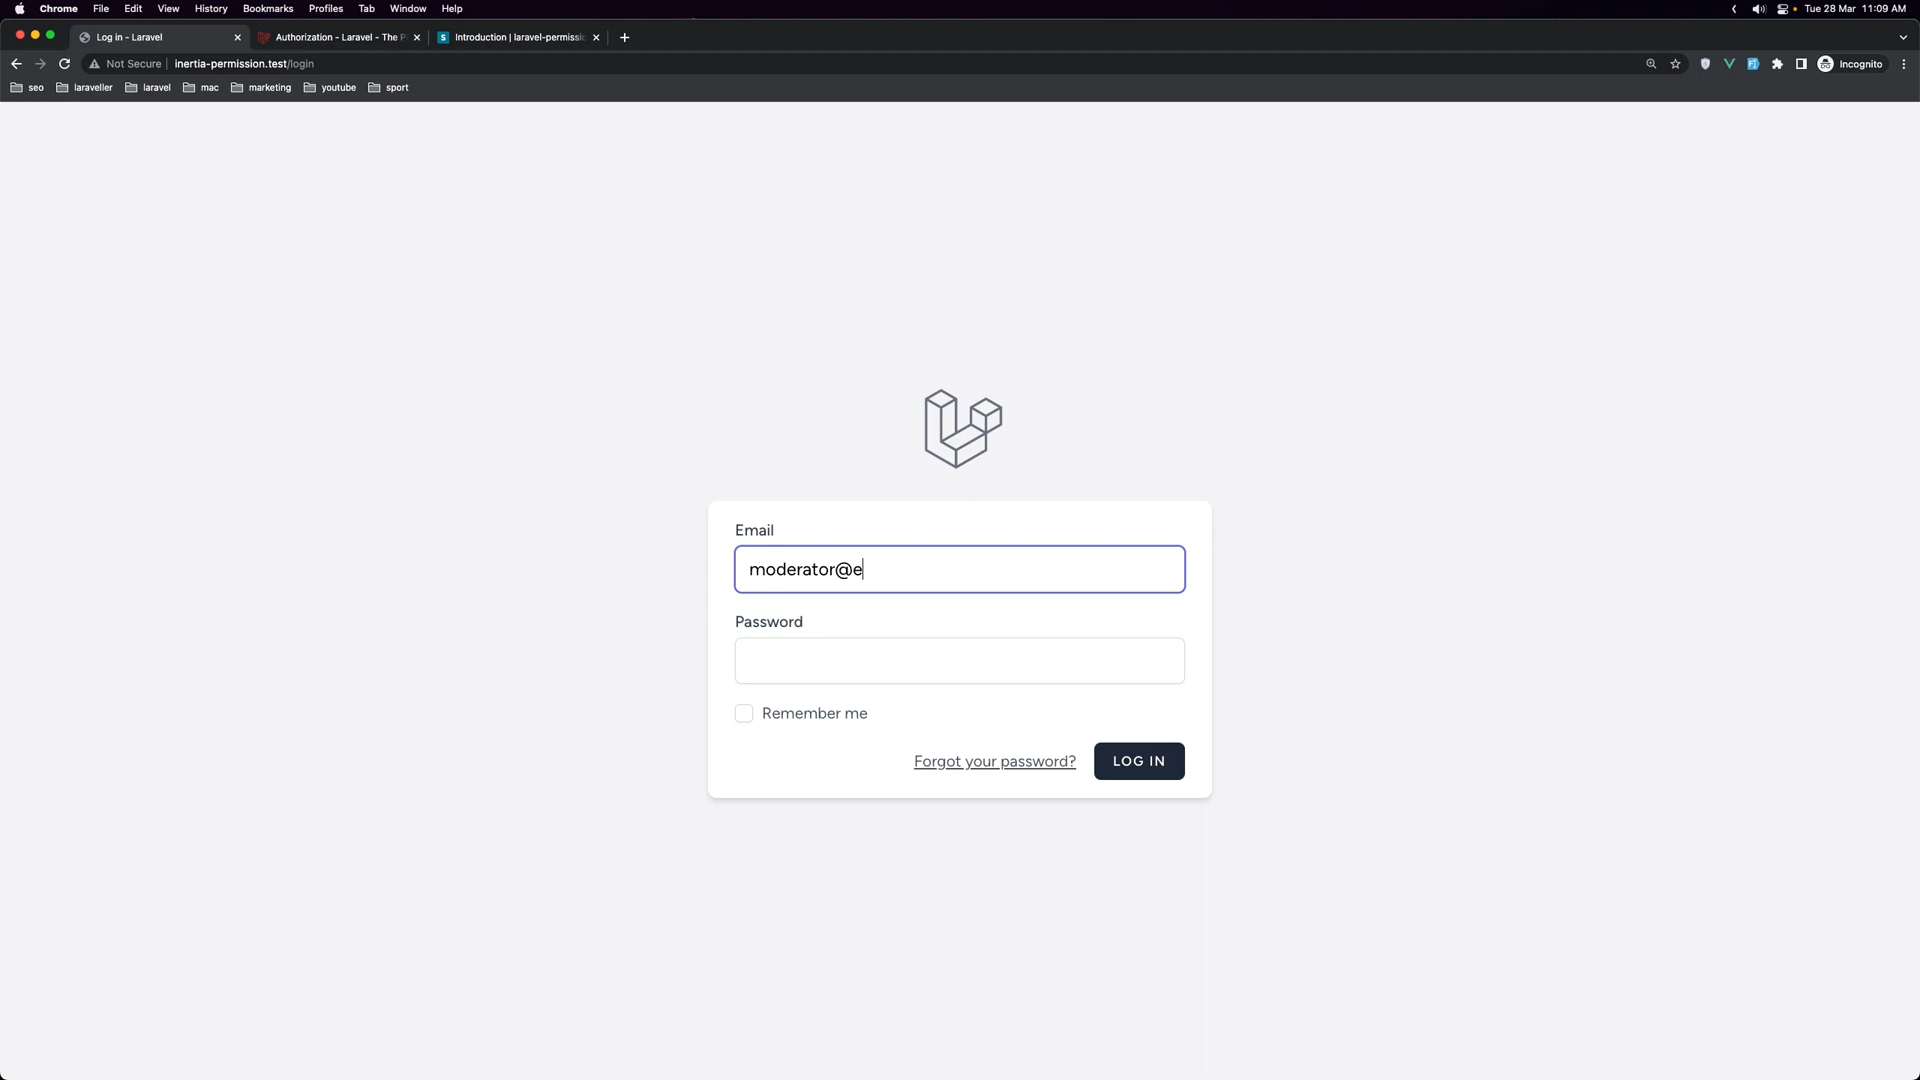 Chrome File Edit View History Bookmarks Profiles Tab Window Help Tue 28 Mar 11:09 AM
Log in - Laravel Authorization - Laravel - The P Introduction | laravel-permissi
Not Secure inertia-permission.test/login Incognito
seo laraveller laravel mac marketing youtube sport
Email
moderator@e
Password
Remember me
Forgot your password? LOG IN